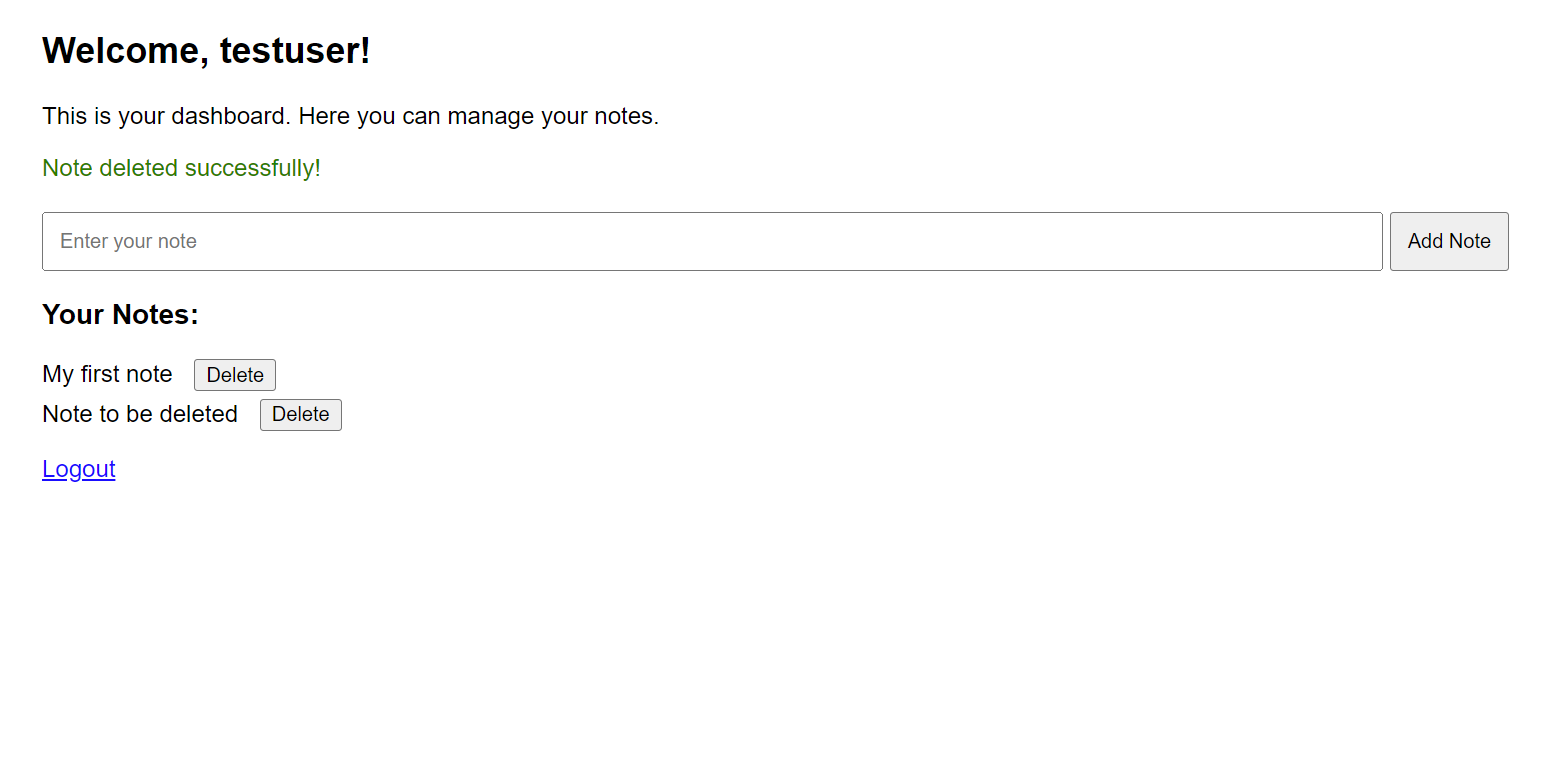 Welcome, testuser!
This is your dashboard. Here you can manage your notes.
Note deleted successfully!
Enter your note Add Note
Your Notes:
My first note Delete
Note to be deleted Delete
Logout